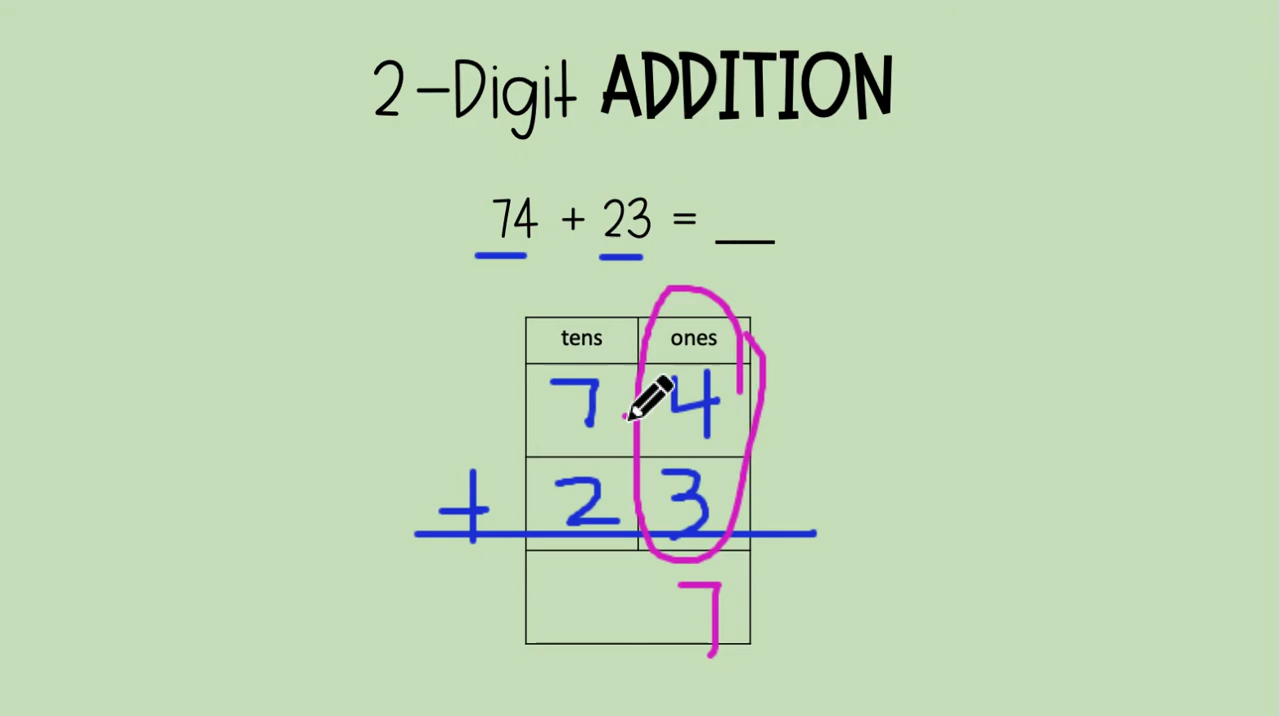 2-Digit ADDITION
74 + 23 = __
tens ones
7 4
+ 2 3
7